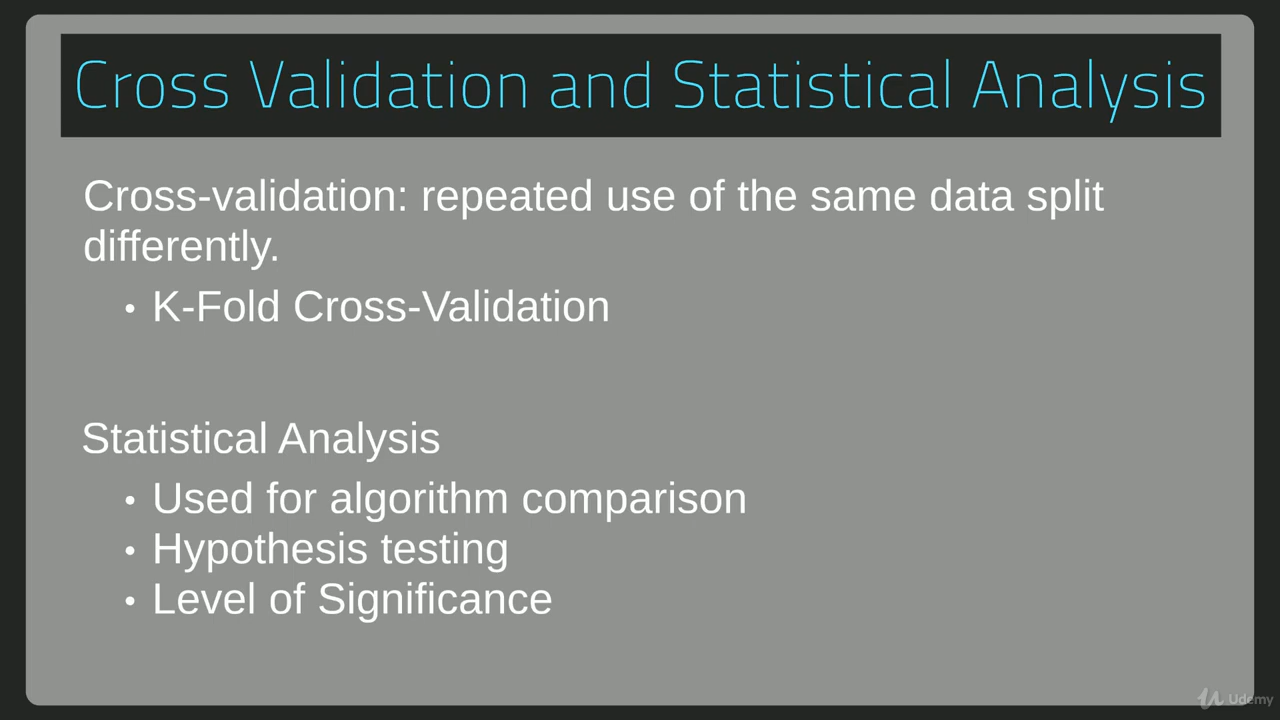 Cross Validation and Statistical Analysis
Cross-validation: repeated use of the same data split
differently.
• K-Fold Cross-Validation
Statistical Analysis
• Used for algorithm comparison
• Hypothesis testing
• Level of Significance
Udemy